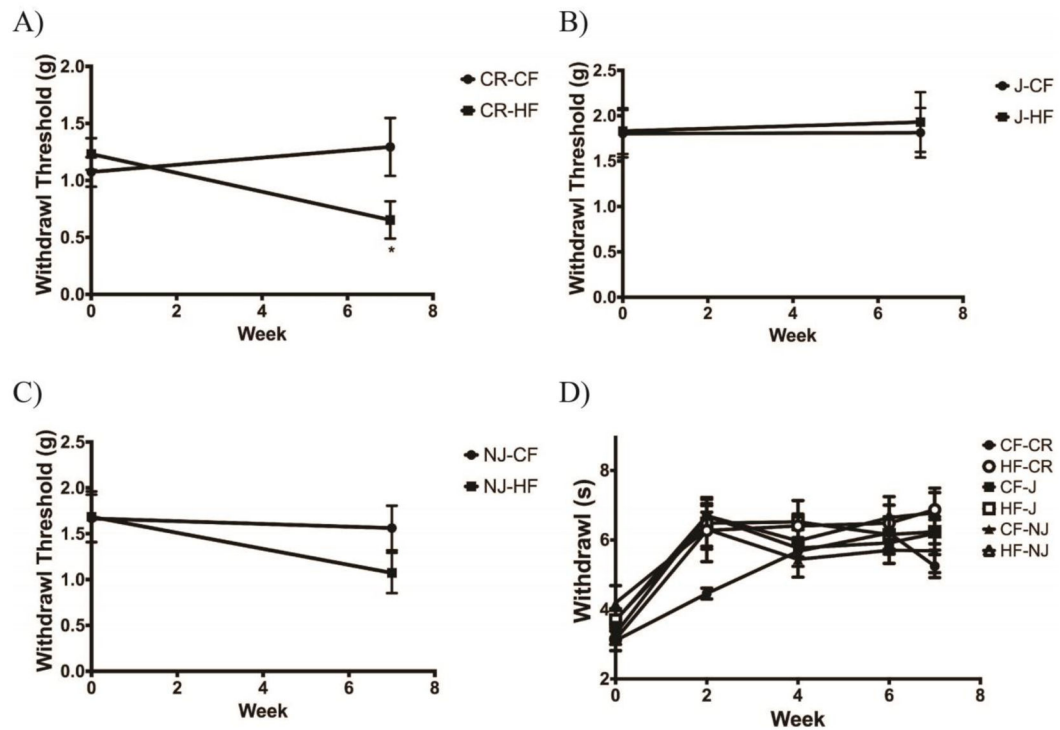 A)
Withdrawl Threshold (g)
2.0
1.5
1.0
0.5
0.0
0 2 4 6 8
Week
CR-CF
CR-HF
*
B)
Withdrawl Threshold (g)
2.5
2.0
1.5
1.0
0.5
0.0
0 2 4 6 8
Week
J-CF
J-HF
C)
Withdrawl Threshold (g)
2.5
2.0
1.5
1.0
0.5
0.0
0 2 4 6 8
Week
NJ-CF
NJ-HF
D)
Withdrawl (s)
8
6
4
2
0 2 4 6 8
Week
CF-CR
HF-CR
CF-J
HF-J
CF-NJ
HF-NJ